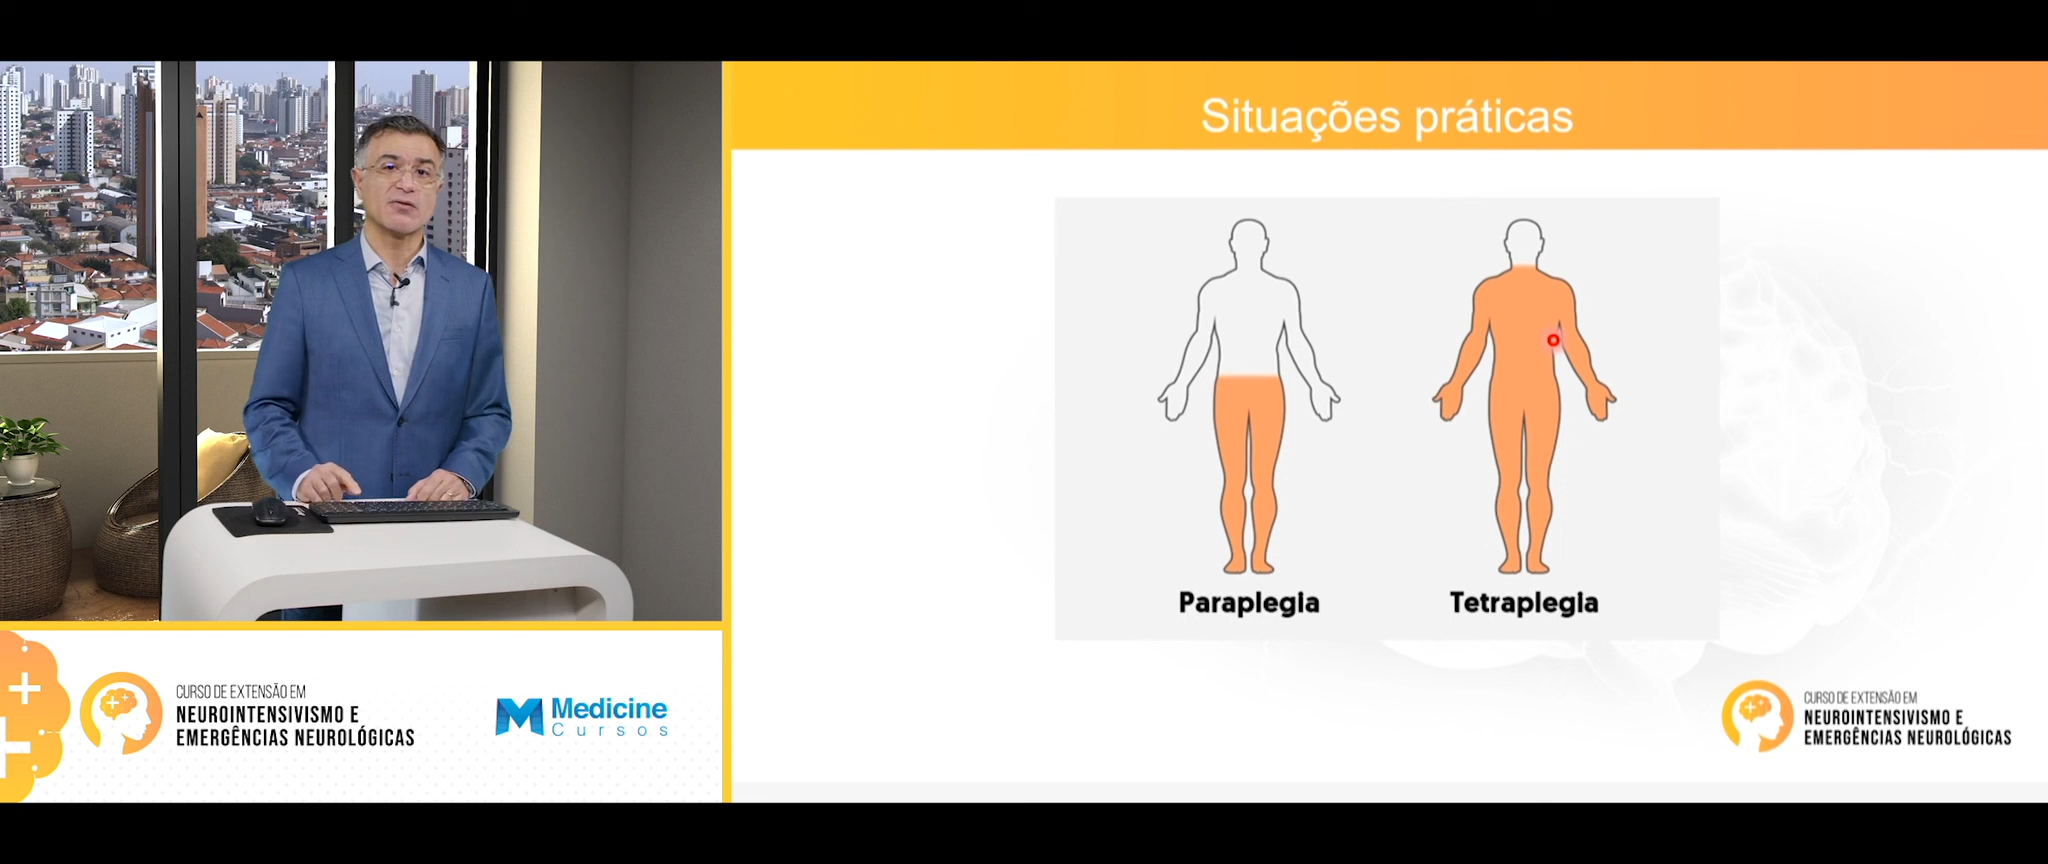 Situações práticas
Paraplegia
Tetraplegia
CURSO DE EXTENSÃO EM
NEUROINTENSIVISMO E
EMERGÊNCIAS NEUROLÓGICAS
Medicine
Cursos
CURSO DE EXTENSÃO EM
NEUROINTENSIVISMO E
EMERGÊNCIAS NEUROLÓGICAS